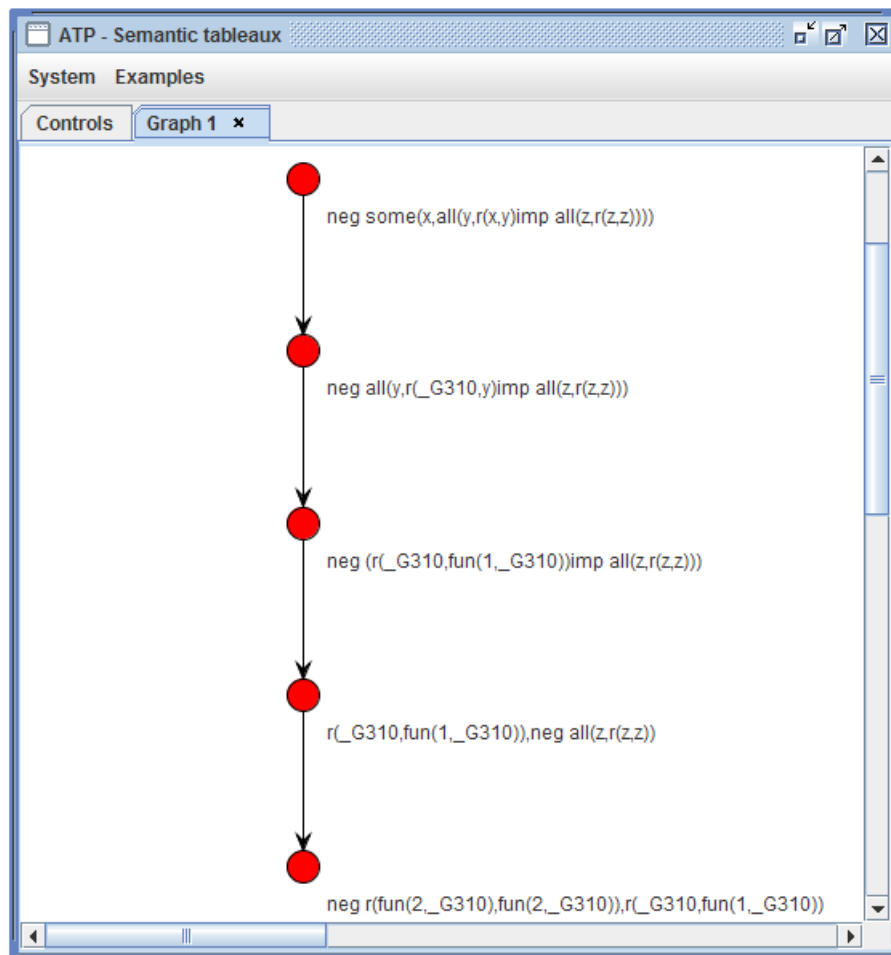 ATP - Semantic tableaux
System Examples
Controls Graph 1 ×
neg some(x,all(y,r(x,y)imp all(z,r(z,z))))
neg all(y,r(_G310,y)imp all(z,r(z,z)))
neg (r(_G310,fun(1,_G310))imp all(z,r(z,z)))
r(_G310,fun(1,_G310)),neg all(z,r(z,z))
neg r(fun(2,_G310),fun(2,_G310)),r(_G310,fun(1,_G310))